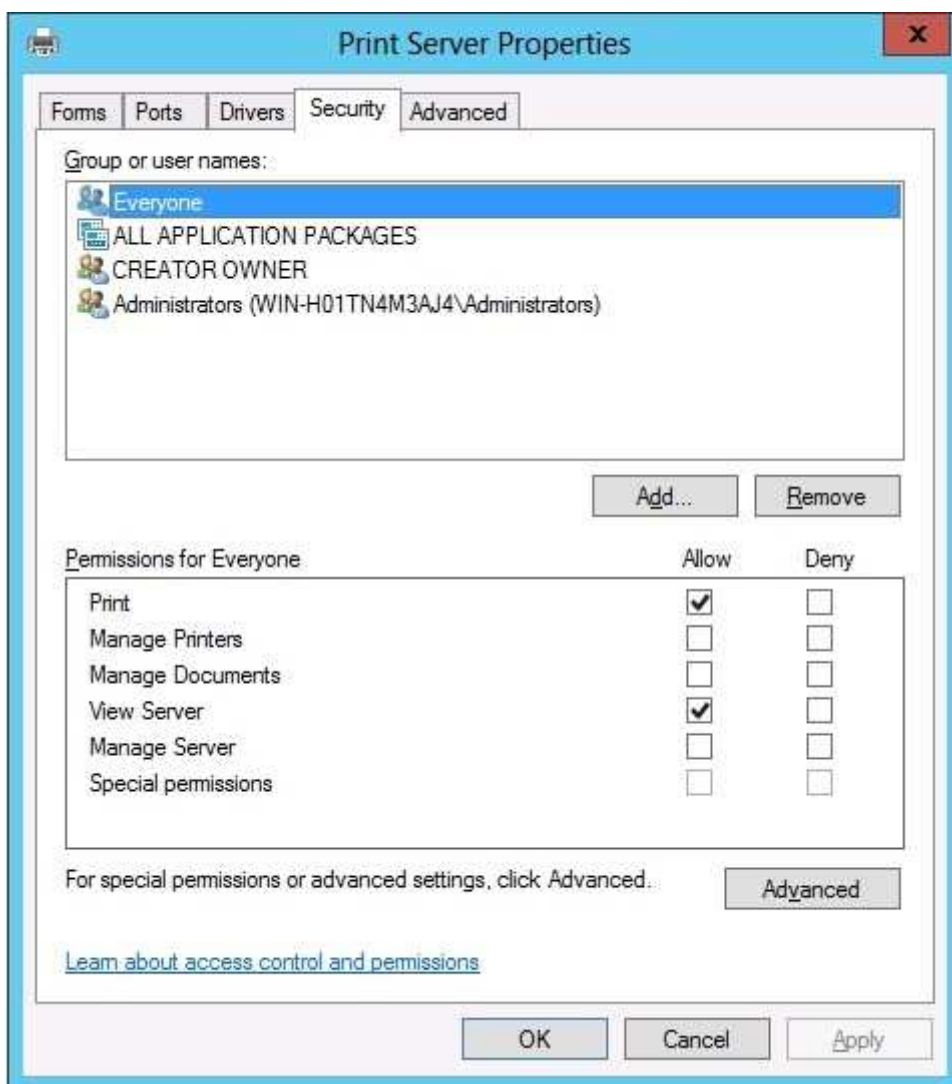 Print Server Properties
x
Forms Ports Drivers Security Advanced
Group or user names:
Everyone
ALL APPLICATION PACKAGES
CREATOR OWNER
Administrators (WIN-H01TN4M3AJ4\Administrators)
Add... Remove
Permissions for Everyone Allow Deny
Print
Manage Printers
Manage Documents
View Server
Manage Server
Special permissions
For special permissions or advanced settings, click Advanced. Advanced
Learn about access control and permissions
OK Cancel Apply